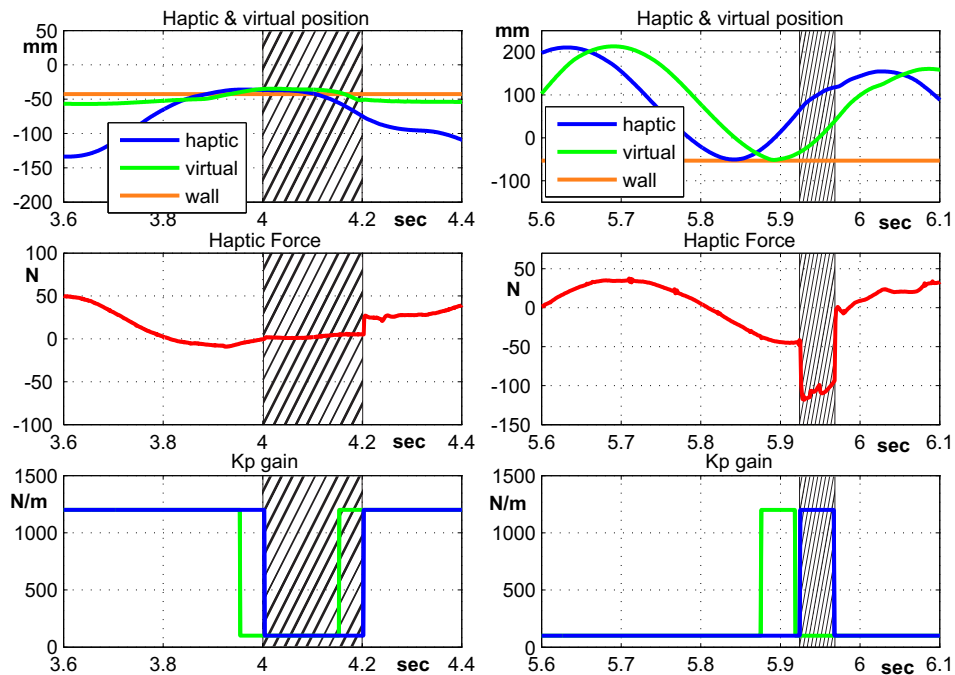 Haptic & virtual position
mm
50
0
-50
-100
-150
-200
haptic
virtual
wall
3.6 3.8 4 4.2 sec 4.4
Haptic & virtual position
mm
200
100
0
-100
haptic
virtual
wall
5.6 5.7 5.8 5.9 6 sec 6.1
Haptic Force
N
100
50
0
-50
-100
3.6 3.8 4 4.2 sec 4.4
Haptic Force
N
50
0
-50
-100
-150
5.6 5.7 5.8 5.9 6 sec 6.1
Kp gain
N/m
1500
1000
500
0
3.6 3.8 4 4.2 sec 4.4
Kp gain
N/m
1500
1000
500
0
5.6 5.7 5.8 5.9 6 sec 6.1